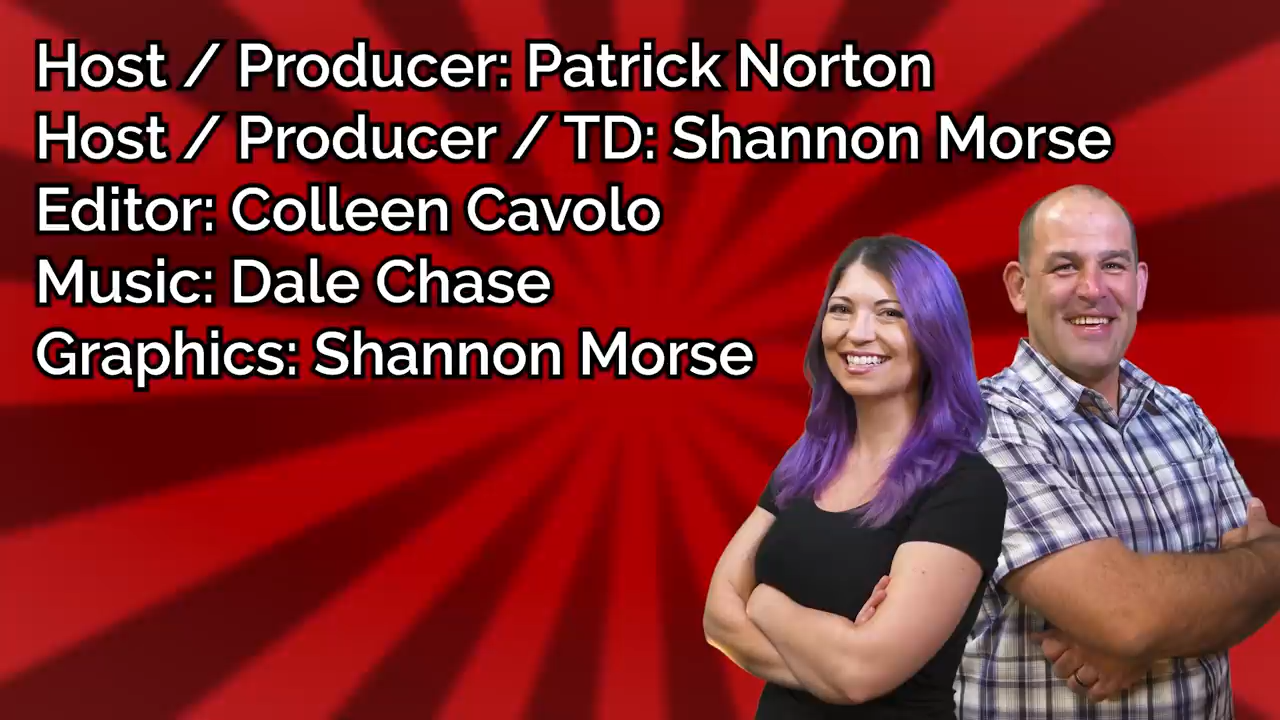 Host / Producer: Patrick Norton
Host / Producer / TD: Shannon Morse
Editor: Colleen Cavolo
Music: Dale Chase
Graphics: Shannon Morse